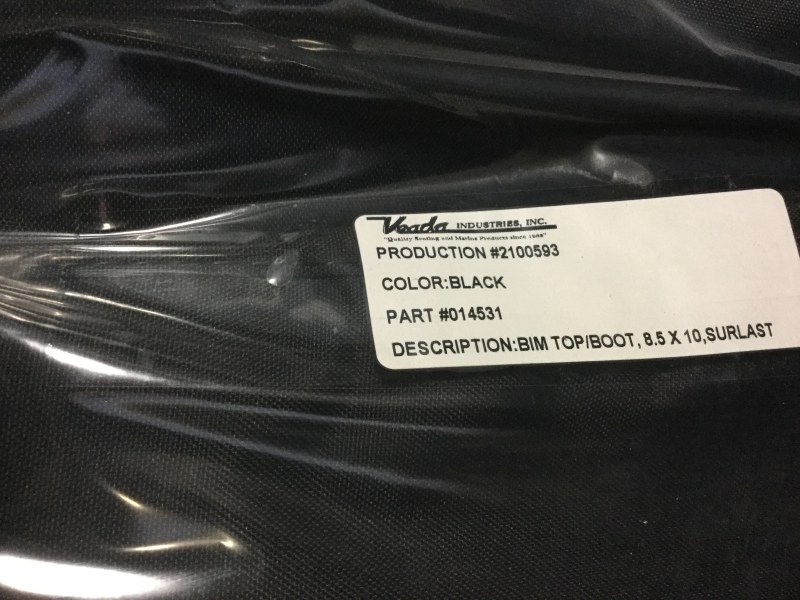 Veada INDUSTRIES, INC.
"Quality Seating and Marine Products since
PRODUCTION #2100593
COLOR:BLACK
PART #014531
DESCRIPTION:BIM TOP/BOOT, 8.5 X 10,SURLAST